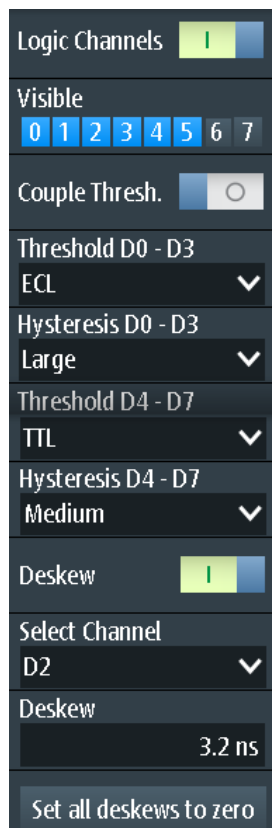 Logic Channels
Visible
0 1 2 3 4 5 6 7
Couple Thresh.
Threshold D0 - D3
ECL
Hysteresis D0 - D3
Large
Threshold D4 - D7
TTL
Hysteresis D4 - D7
Medium
Deskew
Select Channel
D2
Deskew
3.2 ns
Set all deskews to zero